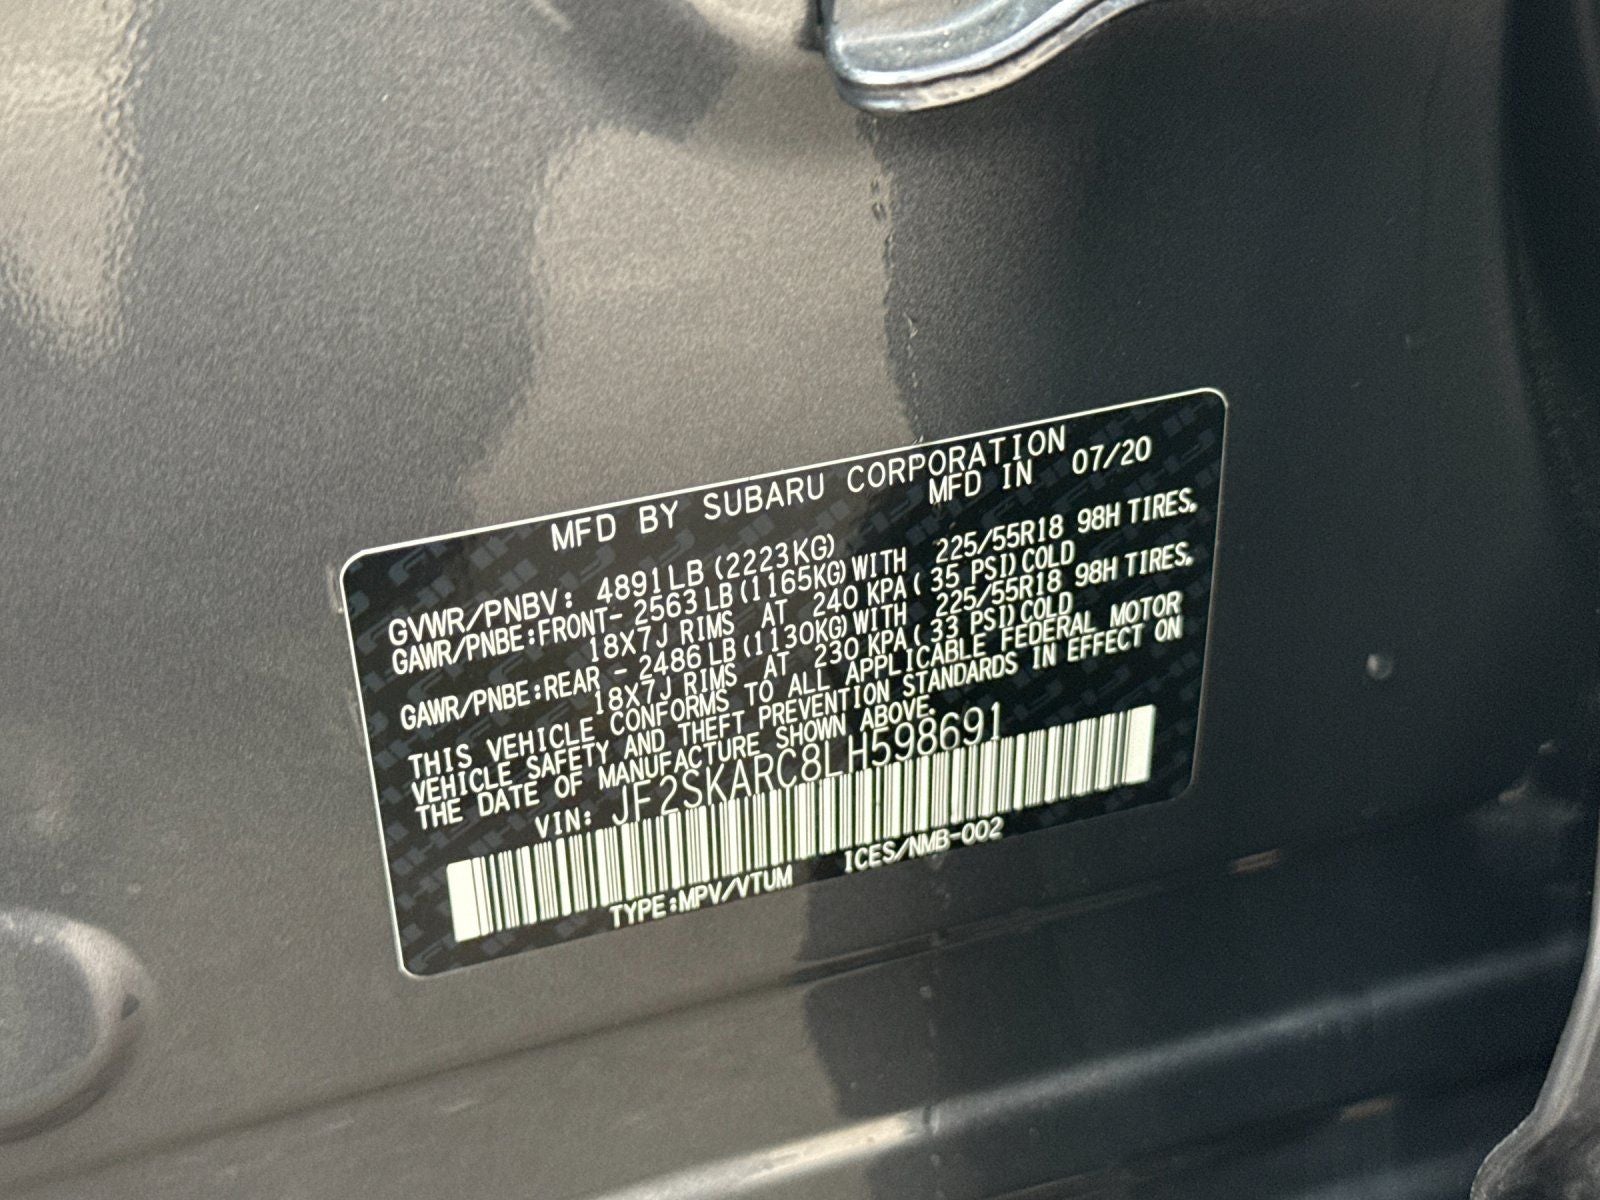 MFD BY SUBARU CORPORATION
MFD IN 07/20
GVWR/PNBV: 4891LB(2223KG)
GAWR/PNBE:FRONT- 2563LB(1165KG)WITH 225/55R18 98H TIRES,
18X7J RIMS AT 240 KPA( 35 PSI)COLD
GAWR/PNBE:REAR - 2486LB(1130KG)WITH 225/55R18 98H TIRES,
18X7J RIMS AT 230 KPA( 33 PSI)COLD
THIS VEHICLE CONFORMS TO ALL APPLICABLE FEDERAL MOTOR
VEHICLE SAFETY AND THEFT PREVENTION STANDARDS IN EFFECT ON
THE DATE OF MANUFACTURE SHOWN ABOVE.
VIN: JF2SKARC8LH598691
TYPE:MPV/VTUM ICES/NMB-002